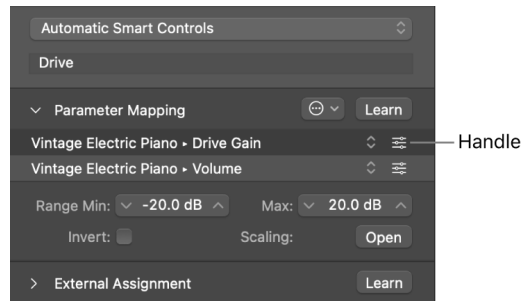 Automatic Smart Controls
Drive
Parameter Mapping Learn
Vintage Electric Piano ▸ Drive Gain Handle
Vintage Electric Piano ▸ Volume
Range Min: -20.0 dB Max: 20.0 dB
Invert: Scaling: Open
External Assignment Learn